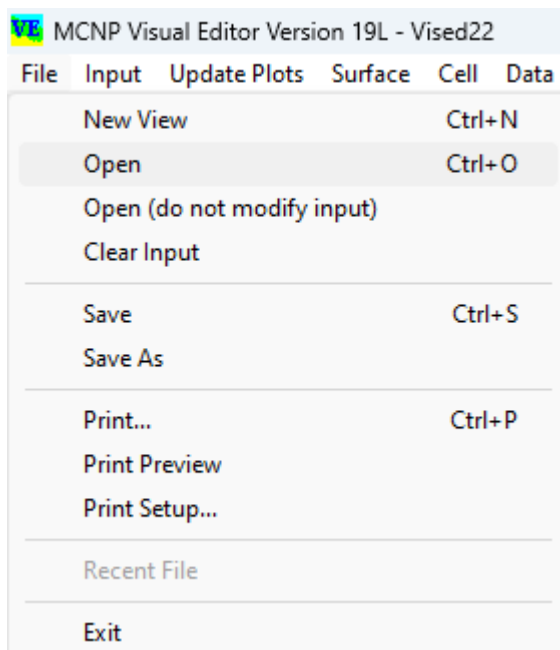 VE MCNP Visual Editor Version 19L - Vised22
File Input Update Plots Surface Cell Data
New View Ctrl+N
Open Ctrl+O
Open (do not modify input)
Clear Input
Save Ctrl+S
Save As
Print... Ctrl+P
Print Preview
Print Setup...
Recent File
Exit